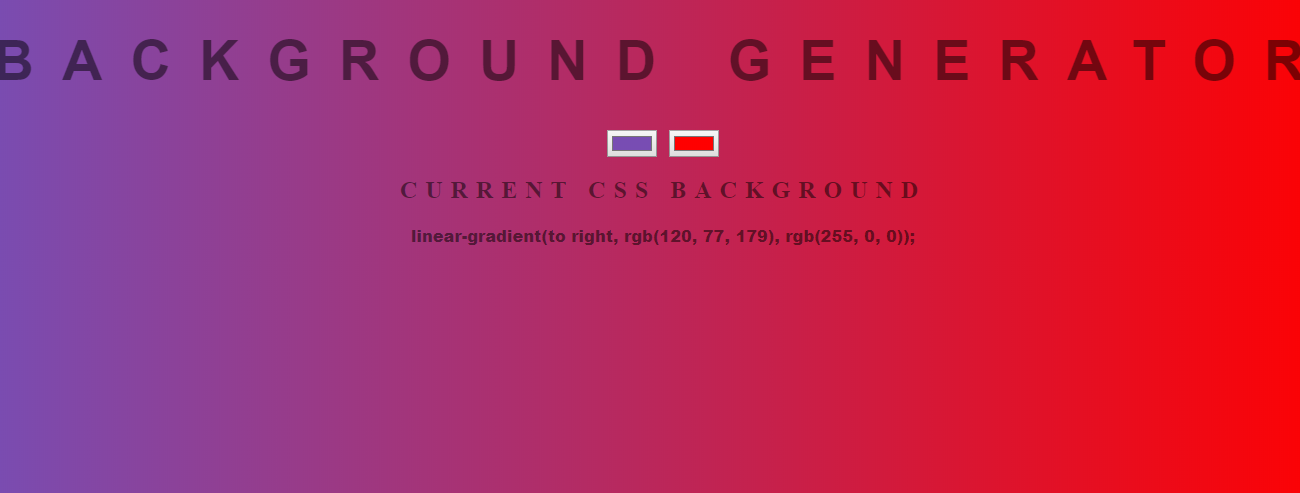 BACKGROUND GENERATOR
CURRENT CSS BACKGROUND
linear-gradient(to right, rgb(120, 77, 179), rgb(255, 0, 0));